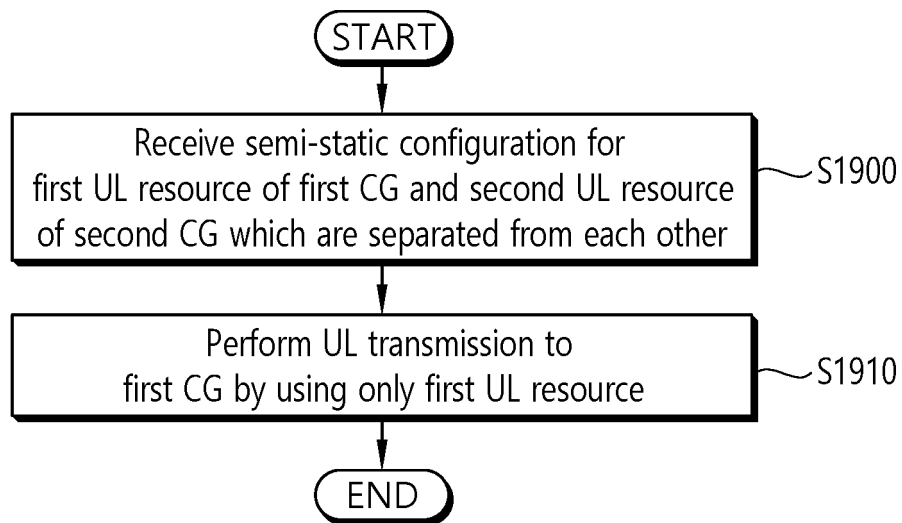 START
Receive semi-static configuration for
first UL resource of first CG and second UL resource
of second CG which are separated from each other
S1900
Perform UL transmission to
first CG by using only first UL resource
S1910
END